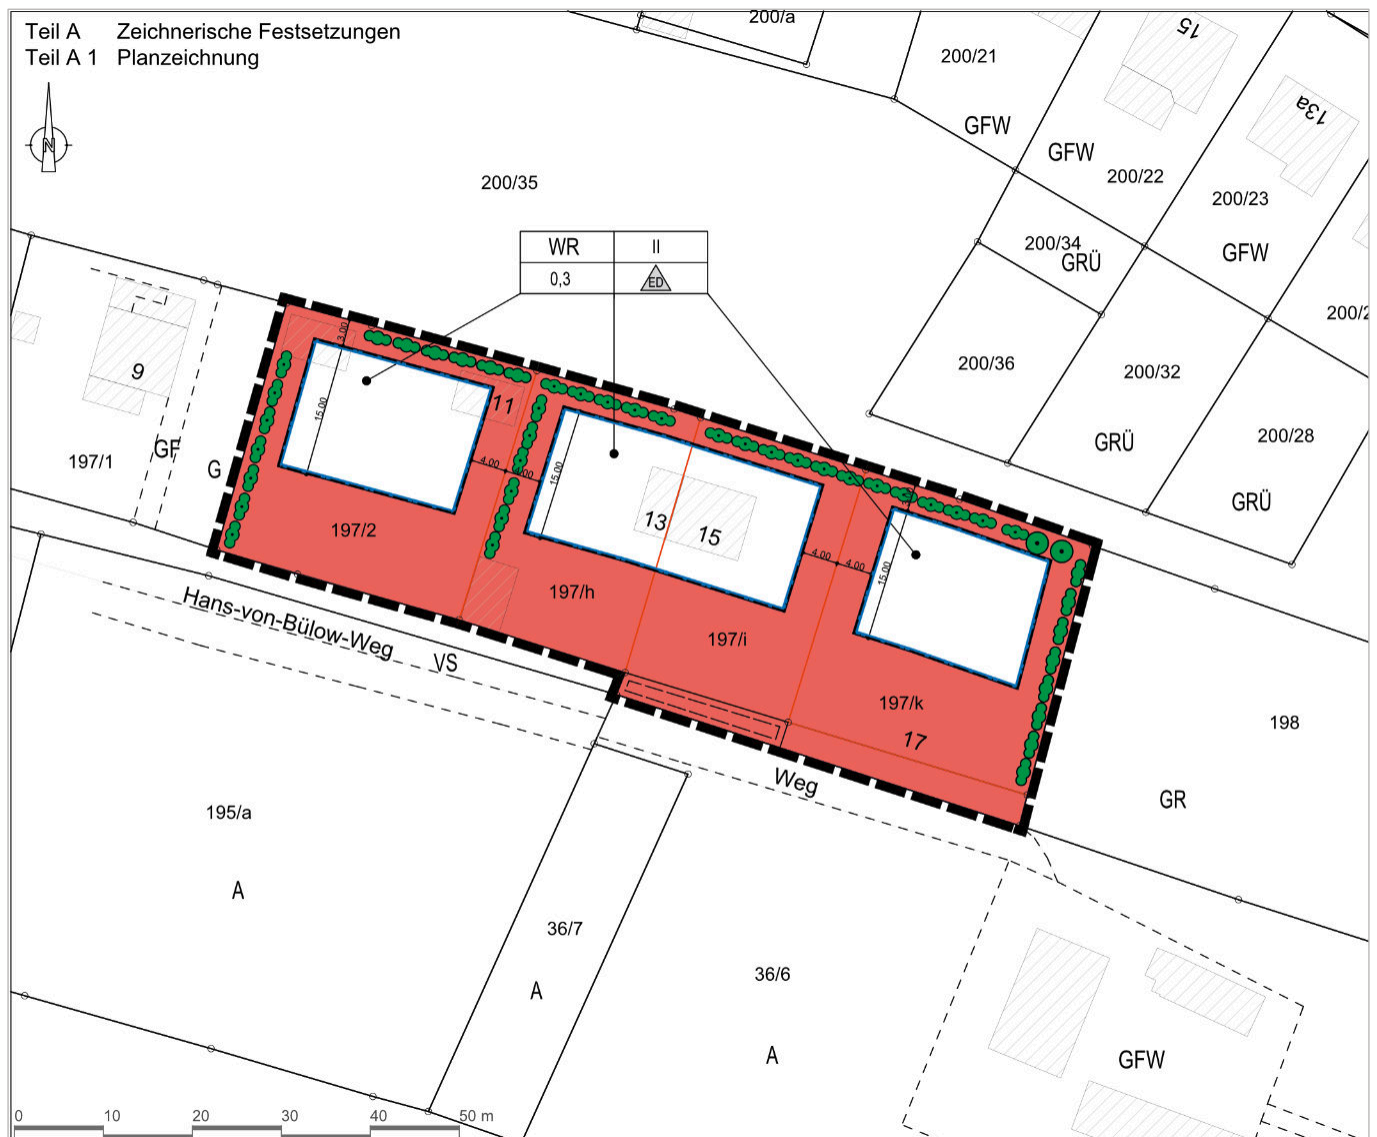 Teil A Zeichnerische Festsetzungen
Teil A 1 Planzeichnung
N
200/a
200/21
GFW
15
GFW
200/22
13a
200/23
GFW
200/35
200/34
GRÜ
WR II
0,3 ED
200/36
200/32
GRÜ
200/28
GRÜ
9
197/1
GF
G
3,00
15,00
11
4,00
15,00
13
15
197/2
197/h
4,00
4,00
15,00
197/i
197/k
17
Hans-von-Bülow-Weg
VS
Weg
198
GR
195/a
A
36/7
A
36/6
A
GFW
0 10 20 30 40 50 m